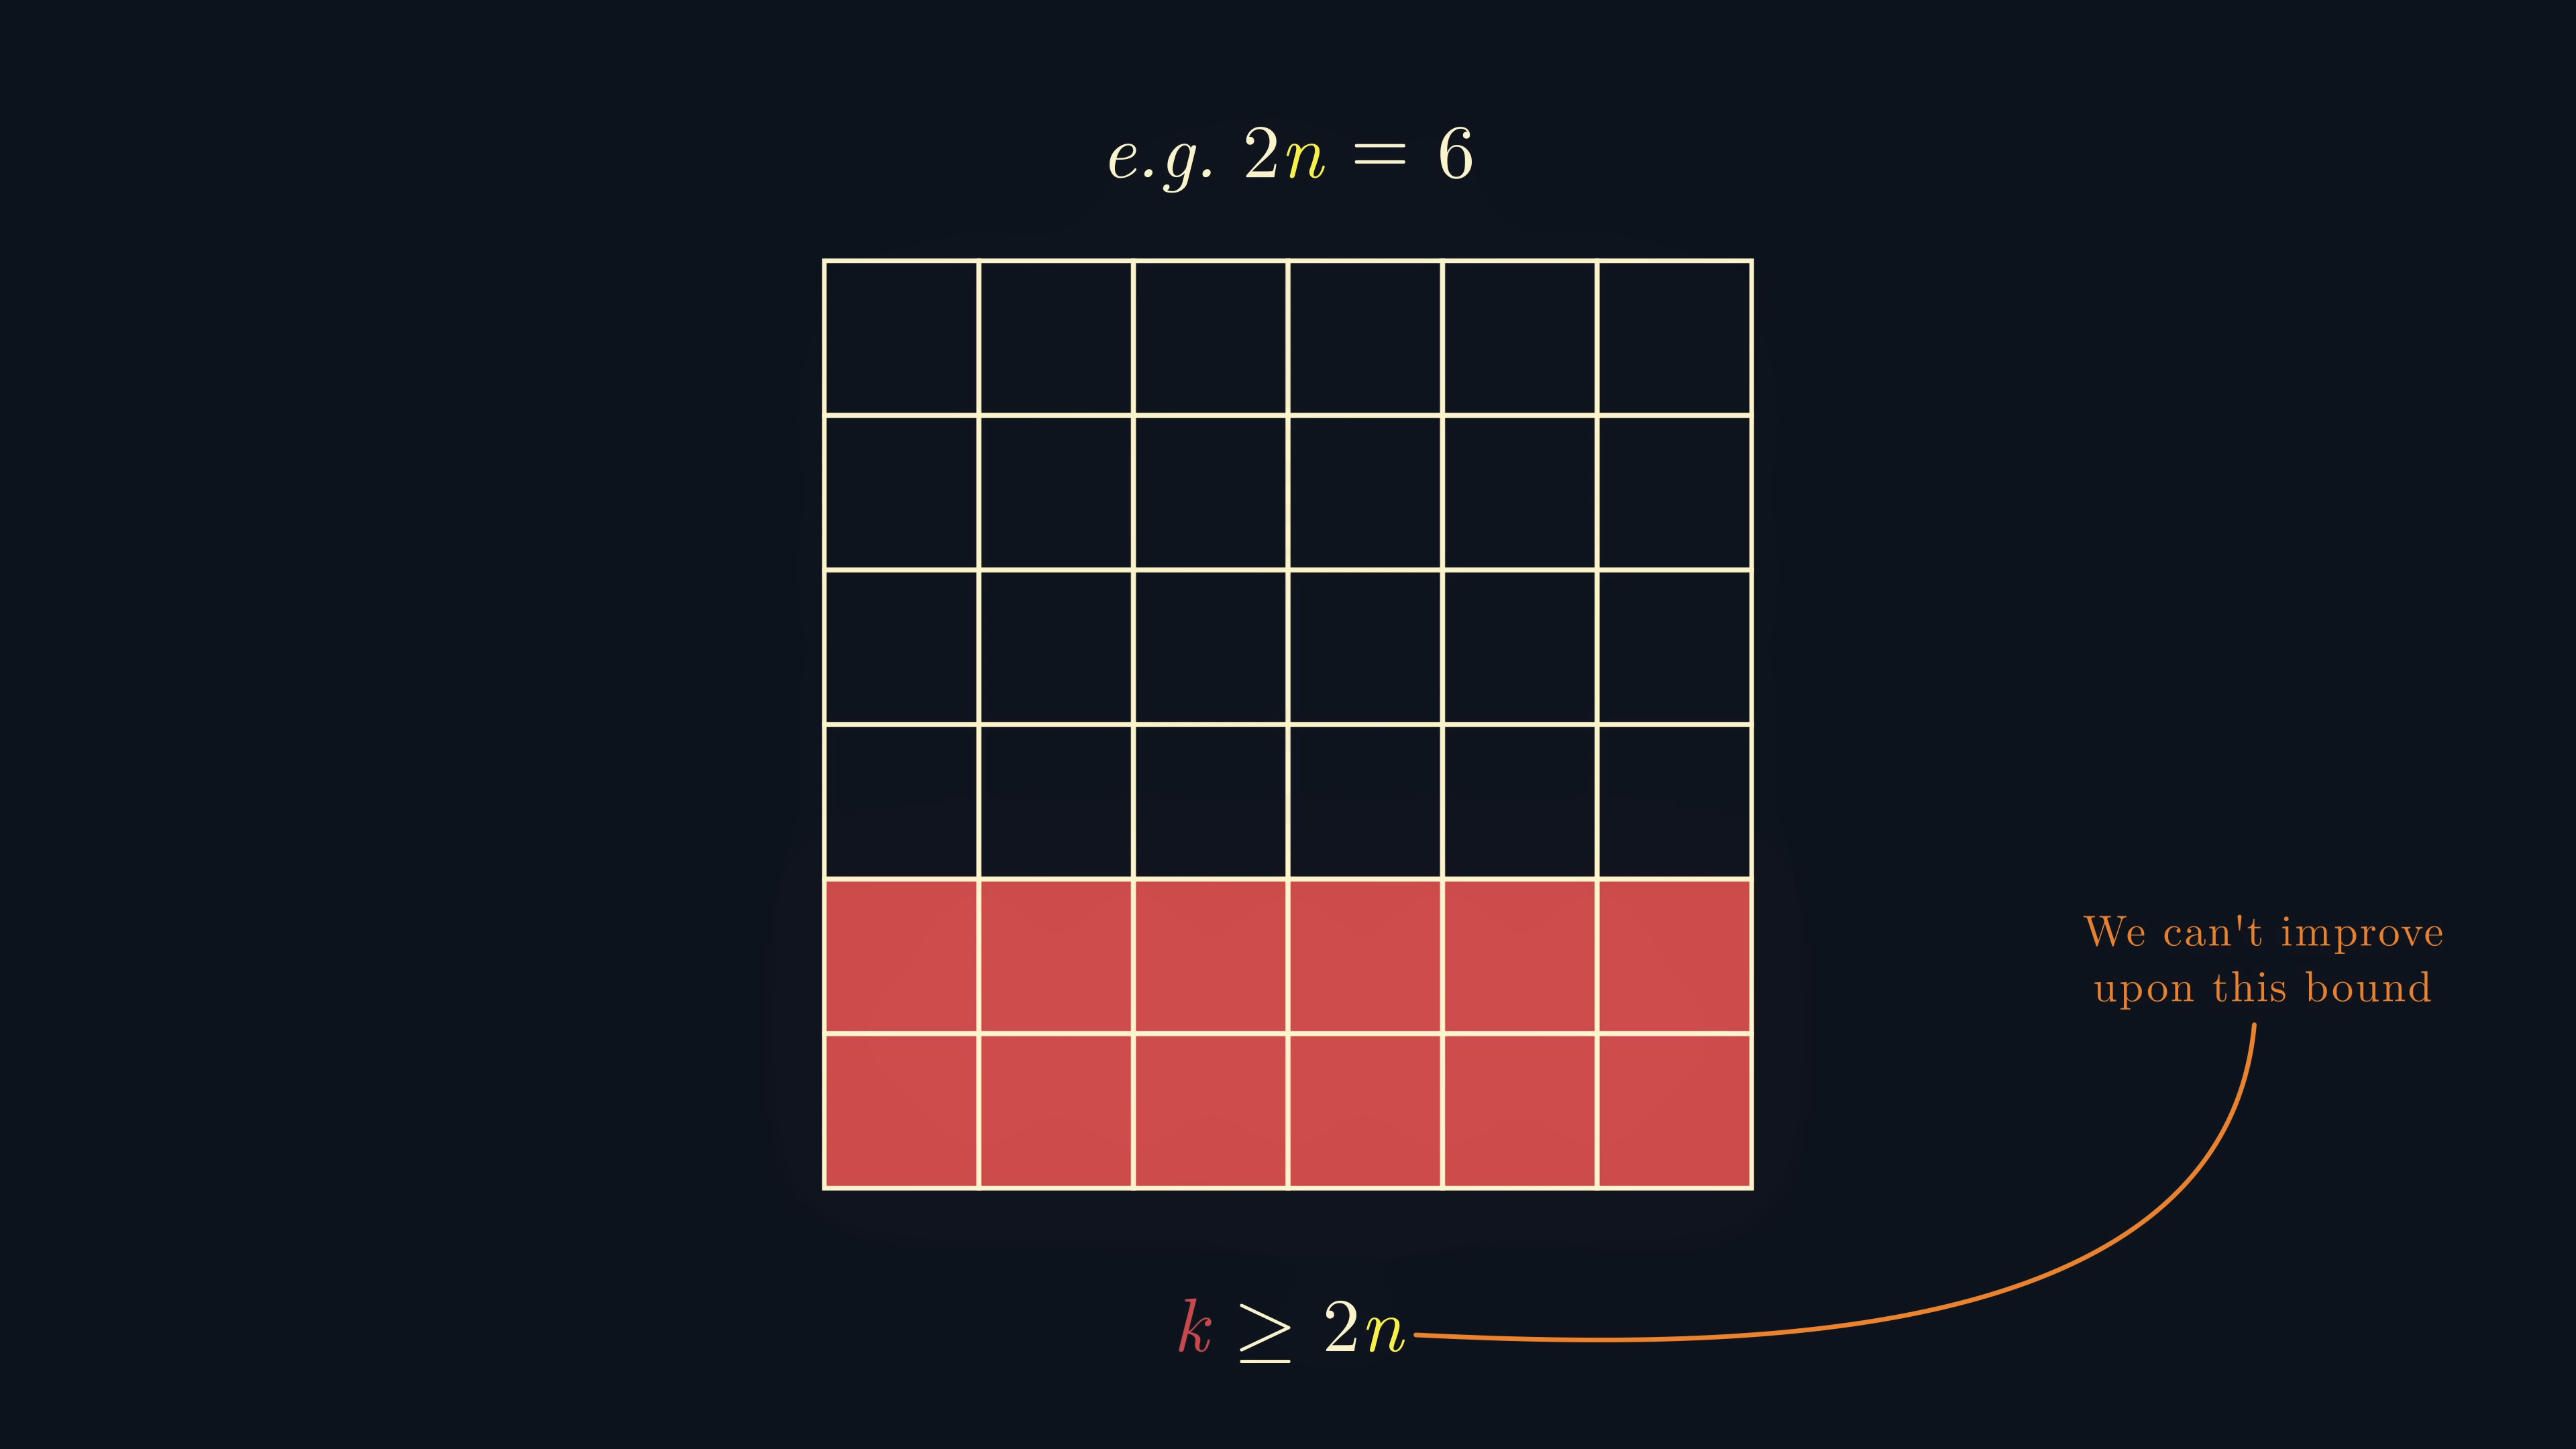 e.g. 2n = 6
We can't improve
upon this bound
k ≥ 2n